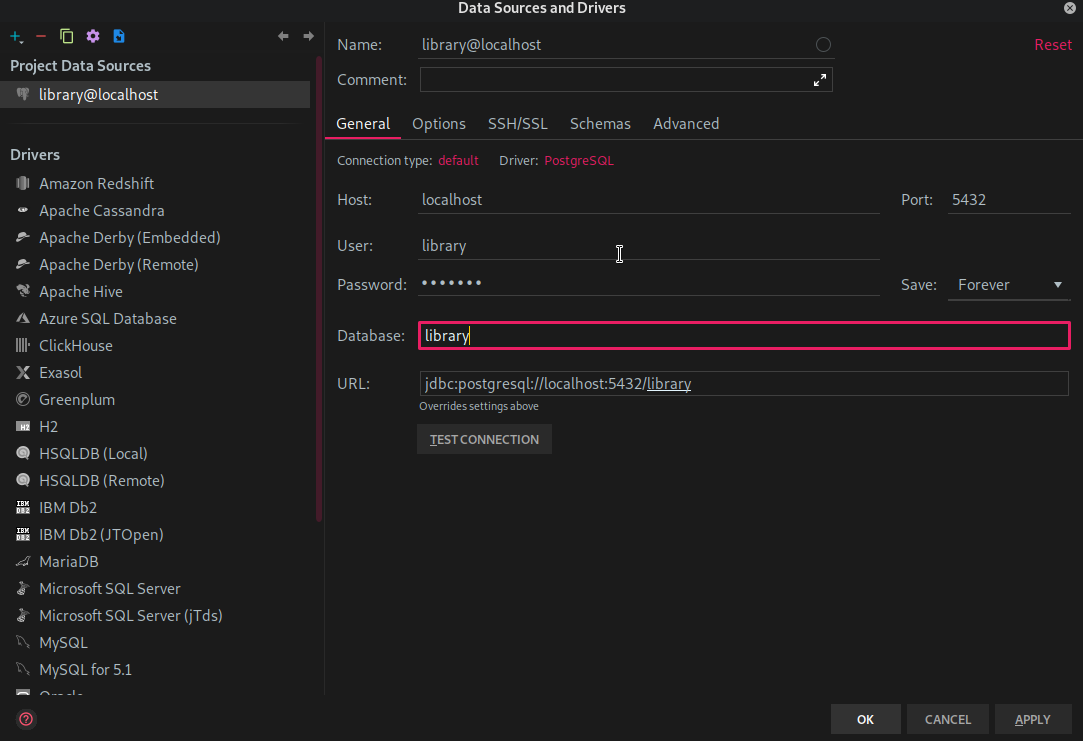 Data Sources and Drivers
Project Data Sources
library@localhost
Drivers
Amazon Redshift
Apache Cassandra
Apache Derby (Embedded)
Apache Derby (Remote)
Apache Hive
Azure SQL Database
ClickHouse
Exasol
Greenplum
H2
HSQLDB (Local)
HSQLDB (Remote)
IBM Db2
IBM Db2 (JTOpen)
MariaDB
Microsoft SQL Server
Microsoft SQL Server (jTds)
MySQL
MySQL for 5.1
Oracle
Name: library@localhost Reset
Comment:
General Options SSH/SSL Schemas Advanced
Connection type: default Driver: PostgreSQL
Host: localhost Port: 5432
User: library
Password: ••••••• Save: Forever
Database: library
URL: jdbc:postgresql://localhost:5432/library
Overrides settings above
TEST CONNECTION
OK CANCEL APPLY